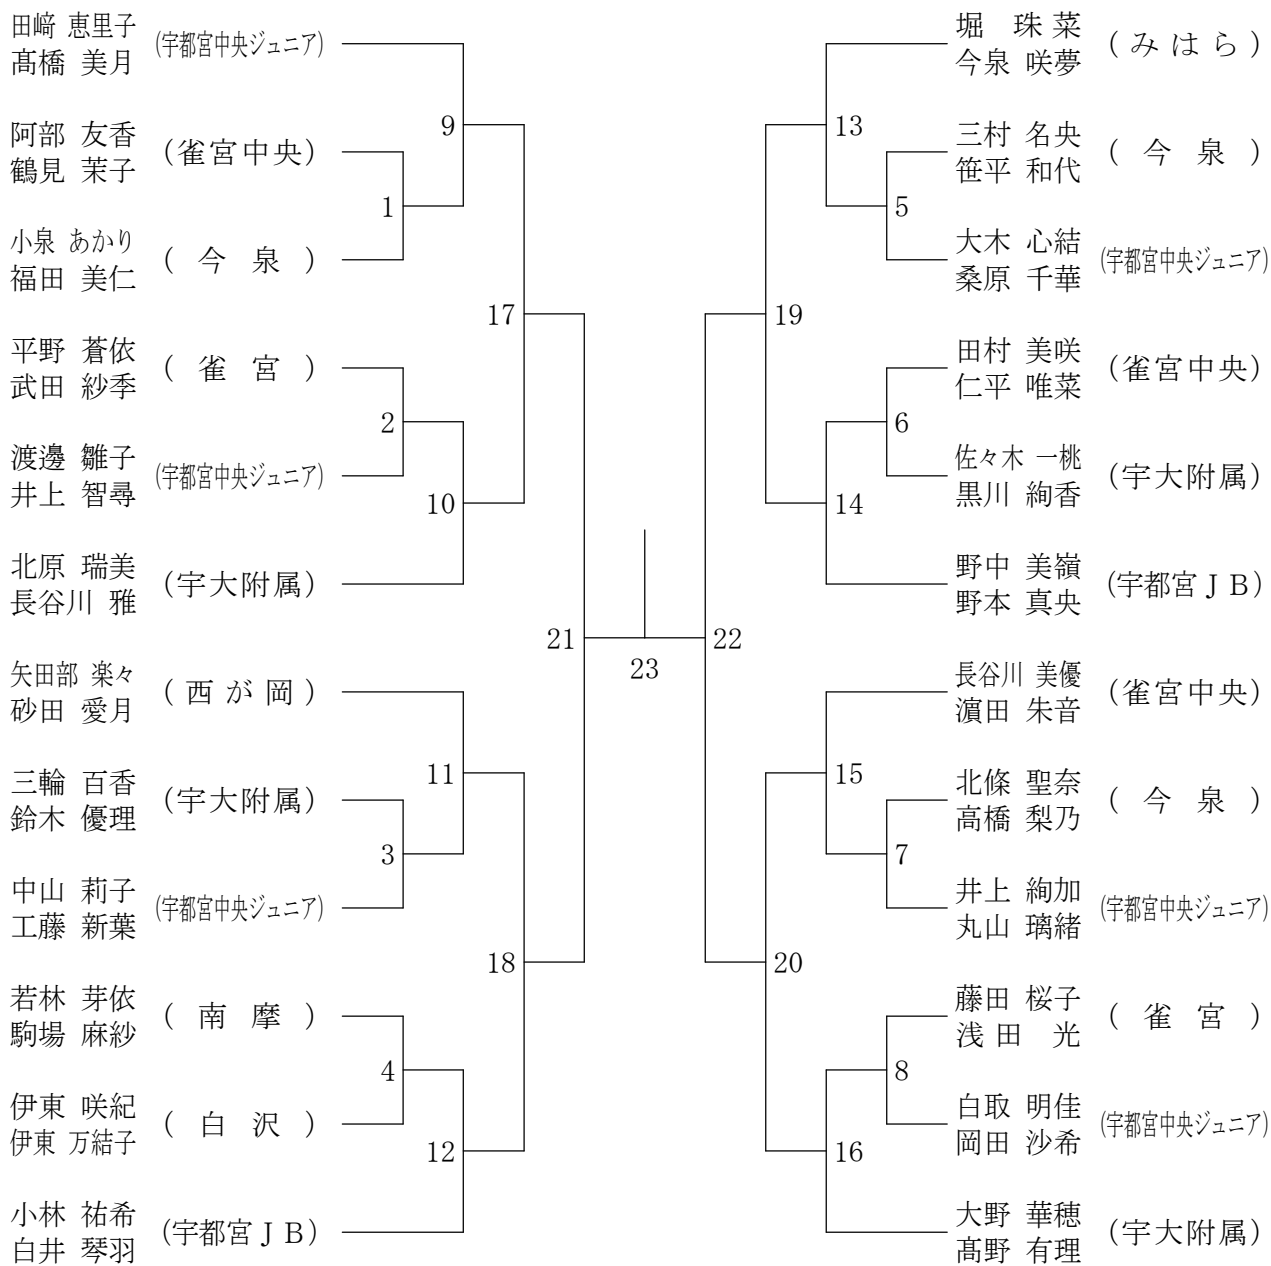 田﨑 恵里子
髙橋 美月
(宇都宮中央ジュニア)
阿部 友香
鶴見 茉子
(雀宮中央)
小泉 あかり
福田 美仁
( 今 泉 )
平野 蒼依
武田 紗季
( 雀 宮 )
渡邊 雛子
井上 智尋
(宇都宮中央ジュニア)
北原 瑞美
長谷川 雅
(宇大附属)
矢田部 楽々
砂田 愛月
( 西 が 岡 )
三輪 百香
鈴木 優理
(宇大附属)
中山 莉子
工藤 新葉
(宇都宮中央ジュニア)
若林 芽依
駒場 麻紗
( 南 摩 )
伊東 咲紀
伊東 万結子
( 白 沢 )
小林 祐希
白井 琴羽
(宇都宮ＪＢ)
1
2
3
4
9
10
11
12
17
18
21
23
22
19
20
13
14
15
16
5
6
7
8
堀 珠菜
今泉 咲夢
( み は ら )
三村 名央
笹平 和代
( 今 泉 )
大木 心結
桑原 千華
(宇都宮中央ジュニア)
田村 美咲
仁平 唯菜
(雀宮中央)
佐々木 一桃
黒川 絢香
(宇大附属)
野中 美嶺
野本 真央
(宇都宮ＪＢ)
長谷川 美優
濵田 朱音
(雀宮中央)
北條 聖奈
高橋 梨乃
( 今 泉 )
井上 絢加
丸山 璃緒
(宇都宮中央ジュニア)
藤田 桜子
浅田 光
( 雀 宮 )
白取 明佳
岡田 沙希
(宇都宮中央ジュニア)
大野 華穂
髙野 有理
(宇大附属)